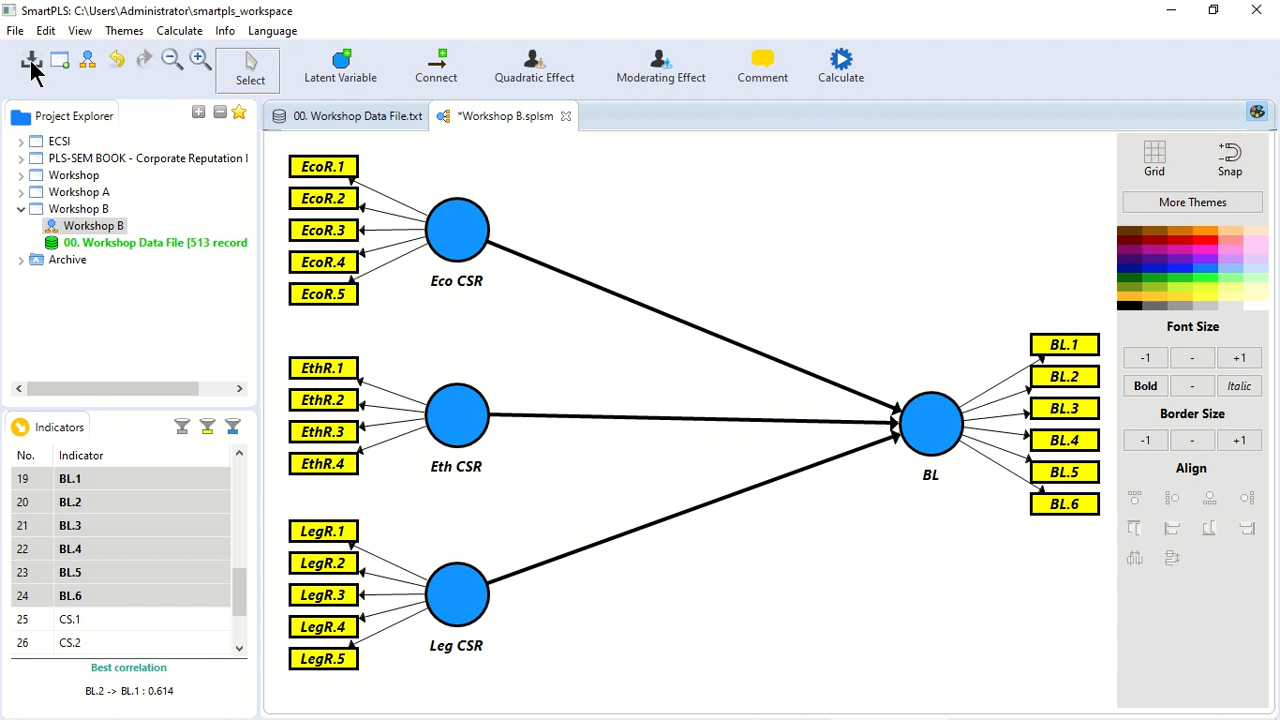 SmartPLS: C:\Users\Administrator\smartpls_workspace
File Edit View Themes Calculate Info Language
Select
Latent Variable
Connect
Quadratic Effect
Moderating Effect
Comment
Calculate
Project Explorer
ECSI
PLS-SEM BOOK - Corporate Reputation
Workshop
Workshop A
Workshop B
Workshop B
00. Workshop Data File [513 record
Archive
Indicators
No. Indicator
19 BL.1
20 BL.2
21 BL.3
22 BL.4
23 BL.5
24 BL.6
25 CS.1
26 CS.2
Best correlation
BL.2 -> BL.1 : 0.614
00. Workshop Data File.txt
*Workshop B.splsm
EcoR.1
EcoR.2
EcoR.3
EcoR.4
EcoR.5
Eco CSR
EthR.1
EthR.2
EthR.3
EthR.4
Eth CSR
LegR.1
LegR.2
LegR.3
LegR.4
LegR.5
Leg CSR
BL
BL.1
BL.2
BL.3
BL.4
BL.5
BL.6
Grid
Snap
More Themes
Font Size
-1 - +1
Bold - Italic
Border Size
-1 - +1
Align